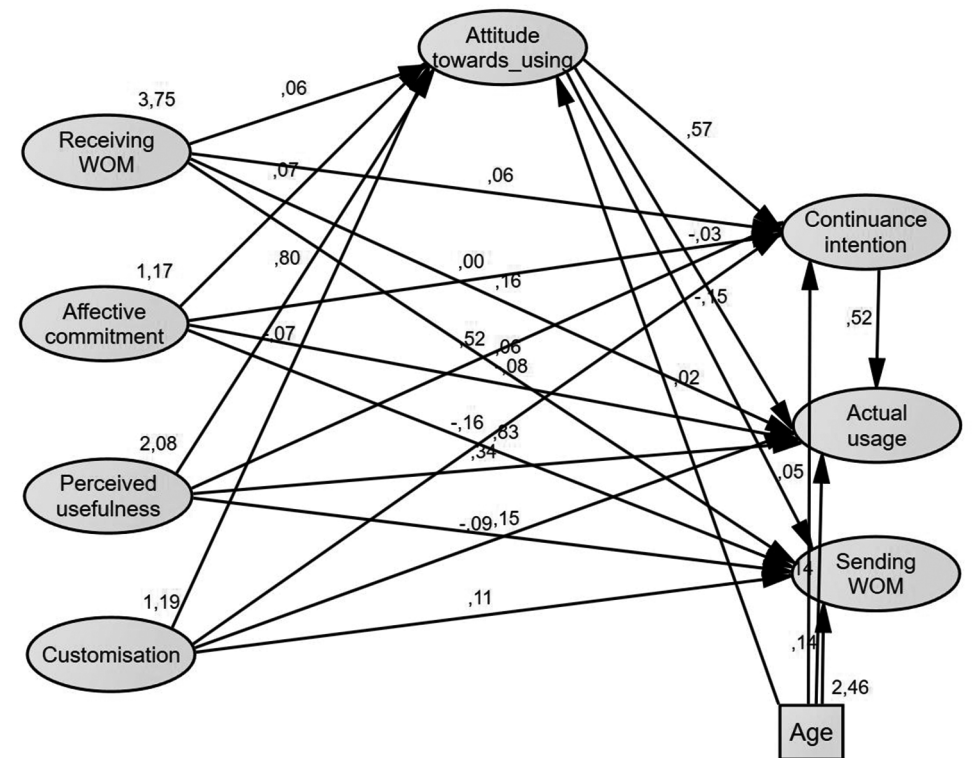 Attitude
towards_using
3,75
,06
Receiving
WOM
,57
,07
,06
Continuance
intention
-,03
,80
,00
1,17
,16
-,15
Affective
commitment
,52
-,07
,52
,06
-,08
,02
Actual
usage
-,16
,83
2,08
,34
Perceived
usefulness
,05
-,09
,15
Sending
WOM
14
1,19
,11
Customisation
,14
2,46
Age